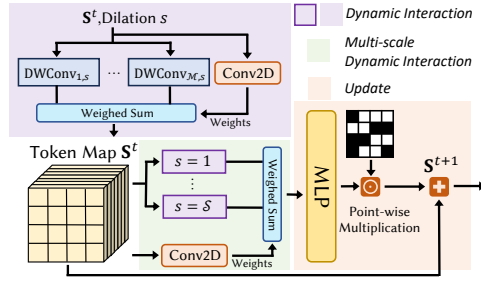 S^t, Dilation s
DWConv_{1,s} ... DWConv_{M,s} Conv2D
Weighed Sum
Weights
Dynamic Interaction
Multi-scale
Dynamic Interaction
Update
Token Map S^t
s = 1
⋮
s = S
Conv2D
Weights
Weighed Sum
MLP
Point-wise
Multiplication
S^{t+1}